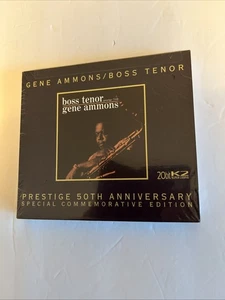 GENE AMMONS/BOSS TENOR
boss tenor
gene ammons
20bit K2
PRESTIGE 50TH ANNIVERSARY
SPECIAL COMMEMORATIVE EDITION